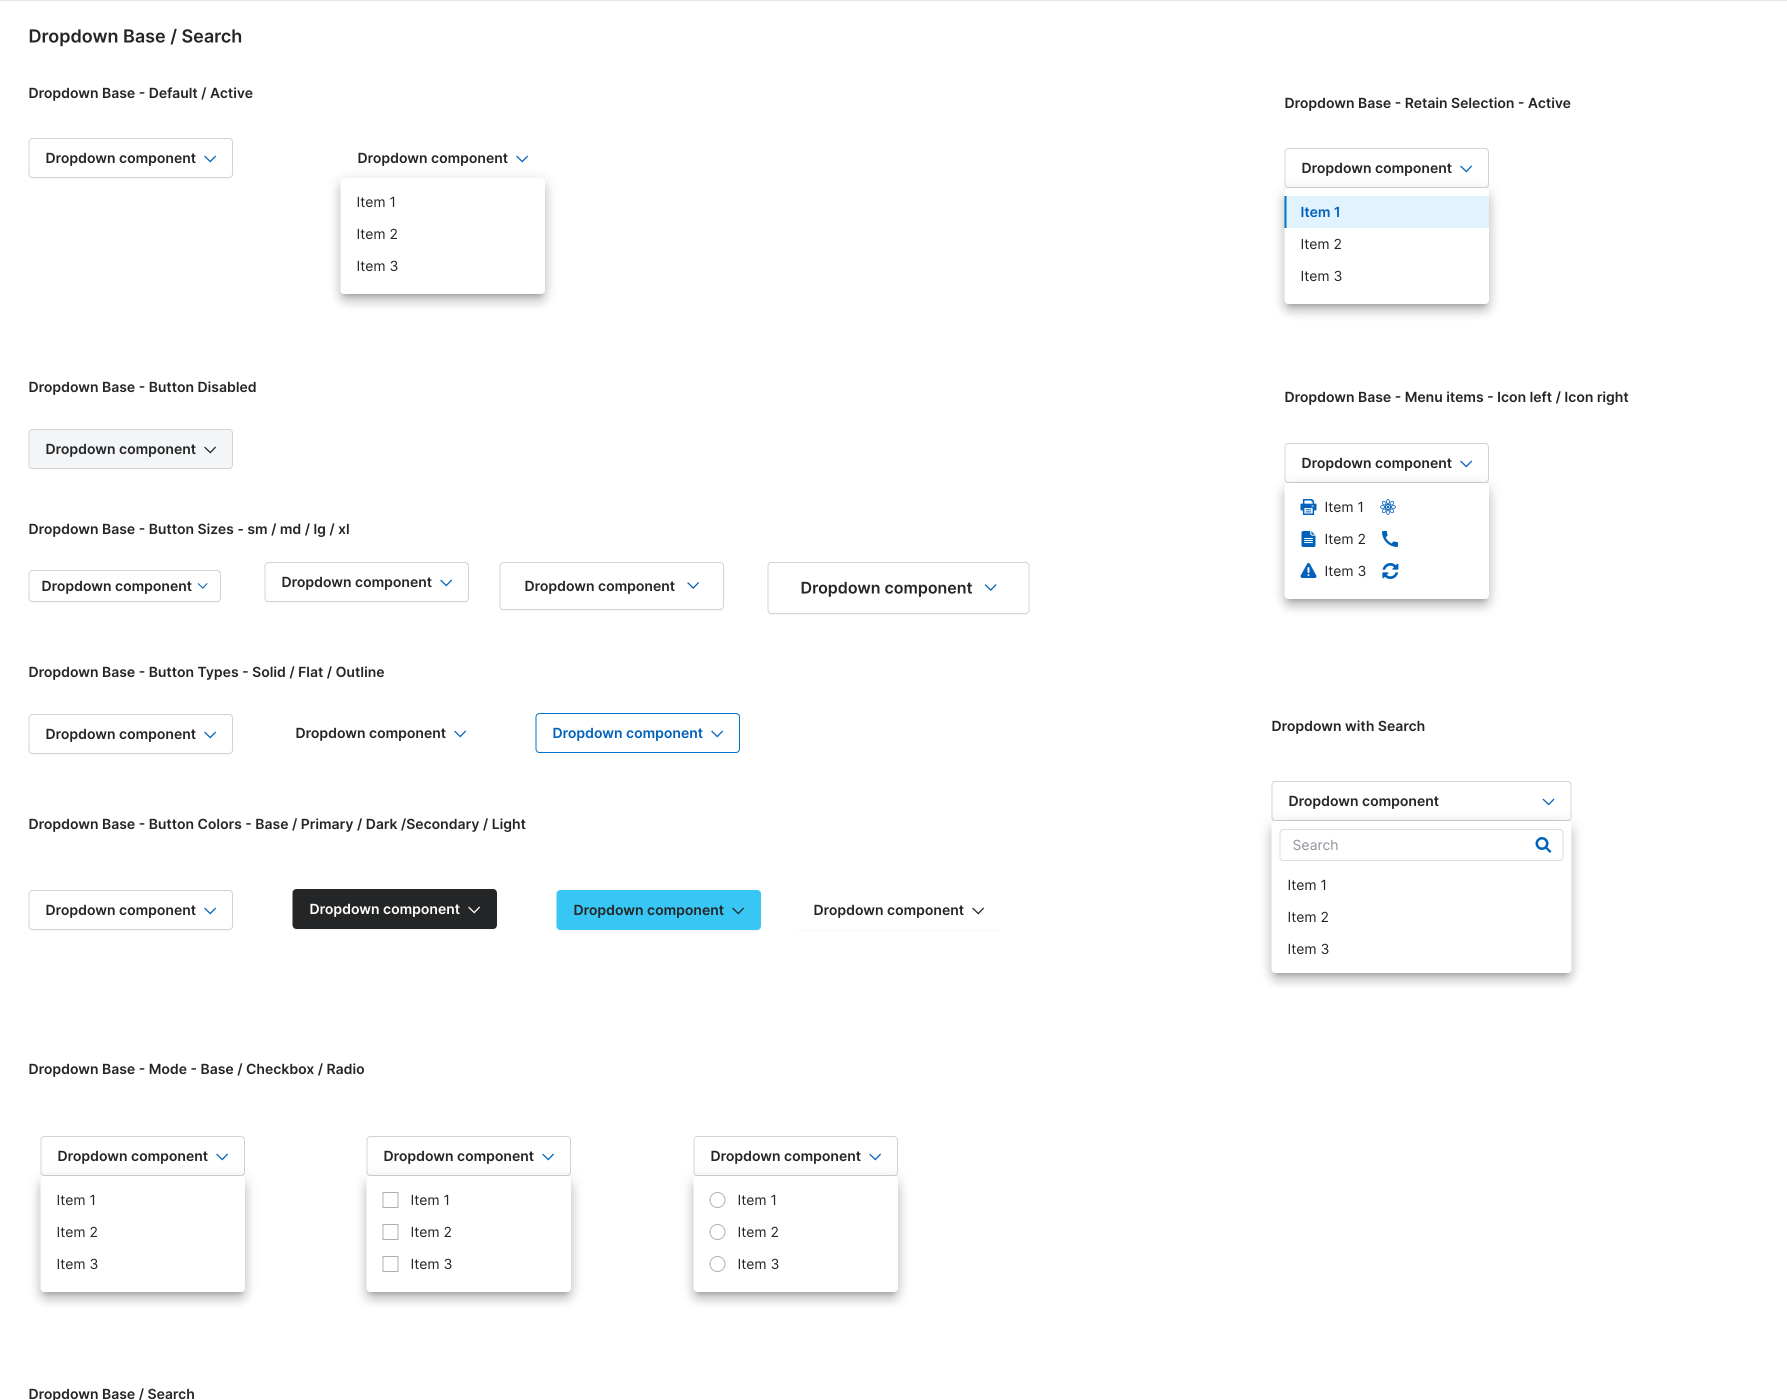 Dropdown Base / Search
Dropdown Base - Default / Active
Dropdown component
Dropdown component
Item 1
Item 2
Item 3
Dropdown Base - Retain Selection - Active
Dropdown component
Item 1
Item 2
Item 3
Dropdown Base - Button Disabled
Dropdown component
Dropdown Base - Menu items - Icon left / Icon right
Dropdown component
Item 1
Item 2
Item 3
Dropdown Base - Button Sizes - sm / md / lg / xl
Dropdown component
Dropdown component
Dropdown component
Dropdown component
Dropdown Base - Button Types - Solid / Flat / Outline
Dropdown component
Dropdown component
Dropdown component
Dropdown with Search
Dropdown component
Search
Item 1
Item 2
Item 3
Dropdown Base - Button Colors - Base / Primary / Dark /Secondary / Light
Dropdown component
Dropdown component
Dropdown component
Dropdown component
Dropdown Base - Mode - Base / Checkbox / Radio
Dropdown component
Item 1
Item 2
Item 3
Dropdown component
Item 1
Item 2
Item 3
Dropdown component
Item 1
Item 2
Item 3
Dropdown Base / Search